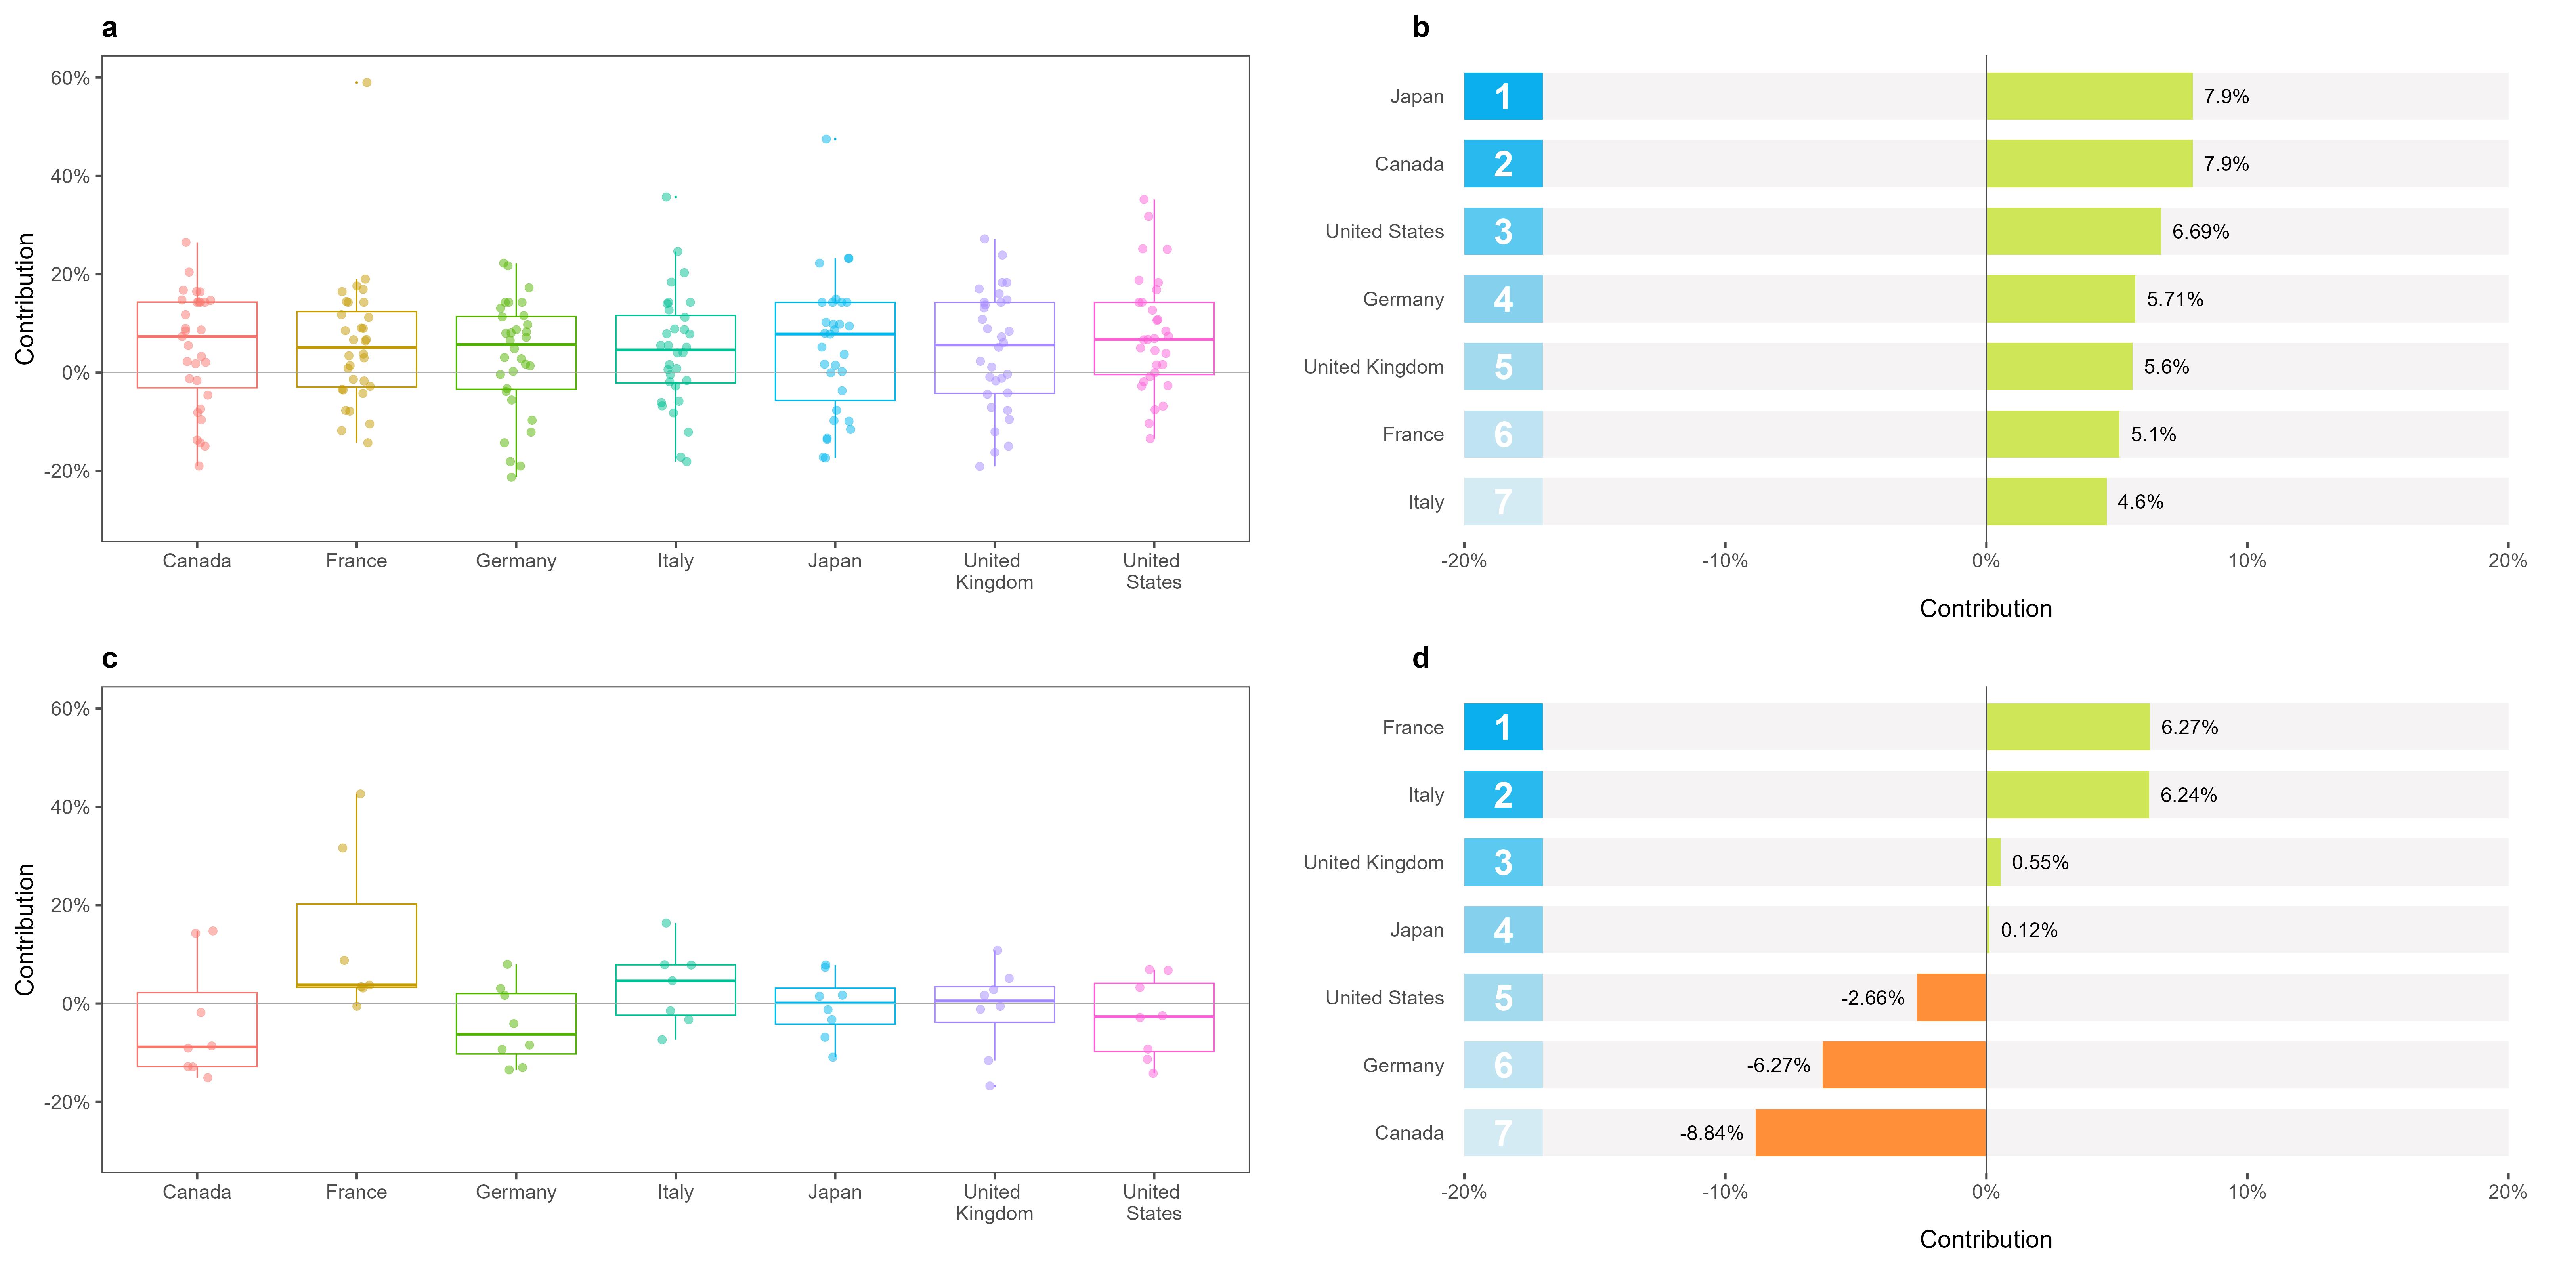 a
60%
40%
20%
0%
-20%
Contribution
Canada
France
Germany
Italy
Japan
United
Kingdom
United
States
b
Japan 1 7.9%
Canada 2 7.9%
United States 3 6.69%
Germany 4 5.71%
United Kingdom 5 5.6%
France 6 5.1%
Italy 7 4.6%
-20% -10% 0% 10% 20%
Contribution
c
60%
40%
20%
0%
-20%
Contribution
Canada
France
Germany
Italy
Japan
United
Kingdom
United
States
d
France 1 6.27%
Italy 2 6.24%
United Kingdom 3 0.55%
Japan 4 0.12%
United States 5 -2.66%
Germany 6 -6.27%
Canada 7 -8.84%
-20% -10% 0% 10% 20%
Contribution